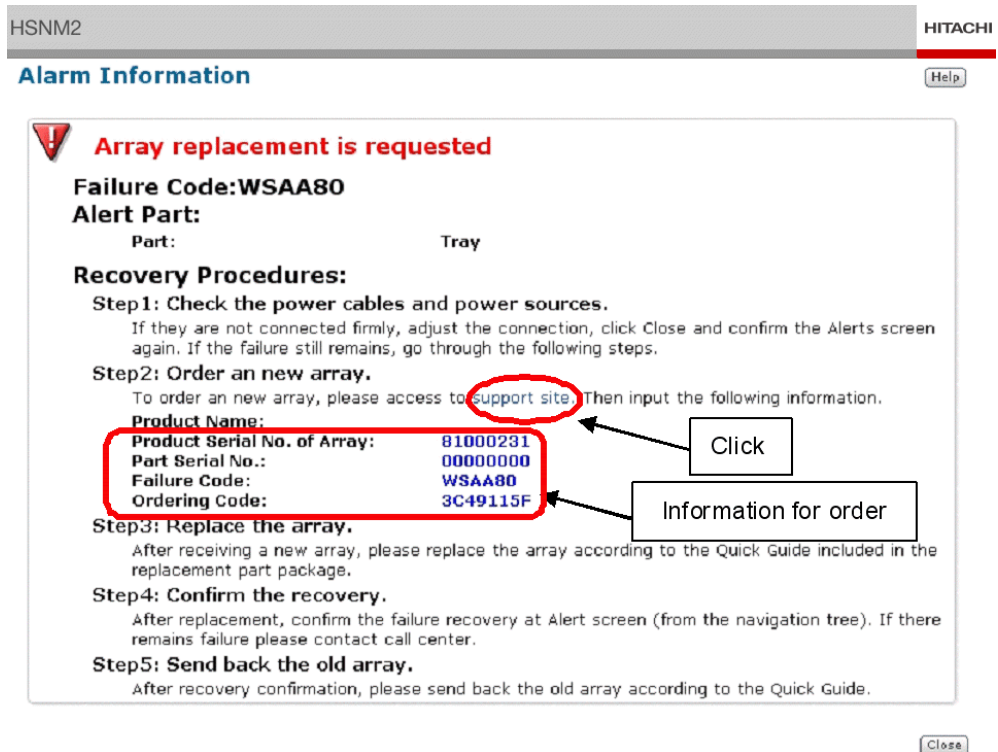 HSNM2
HITACHI
Alarm Information
Help
Array replacement is requested
Failure Code:WSAA80
Alert Part:
Part: Tray
Recovery Procedures:
Step1: Check the power cables and power sources.
If they are not connected firmly, adjust the connection, click Close and confirm the Alerts screen
again. If the failure still remains, go through the following steps.
Step2: Order an new array.
To order an new array, please access to support site. Then input the following information.
Product Name:
Product Serial No. of Array: 81000231
Click
Part Serial No.: 00000000
Failure Code: WSAA80
Ordering Code: 3C49115F
Information for order
Step3: Replace the array.
After receiving a new array, please replace the array according to the Quick Guide included in the
replacement part package.
Step4: Confirm the recovery.
After replacement, confirm the failure recovery at Alert screen (from the navigation tree). If there
remains failure please contact call center.
Step5: Send back the old array.
After recovery confirmation, please send back the old array according to the Quick Guide.
Close